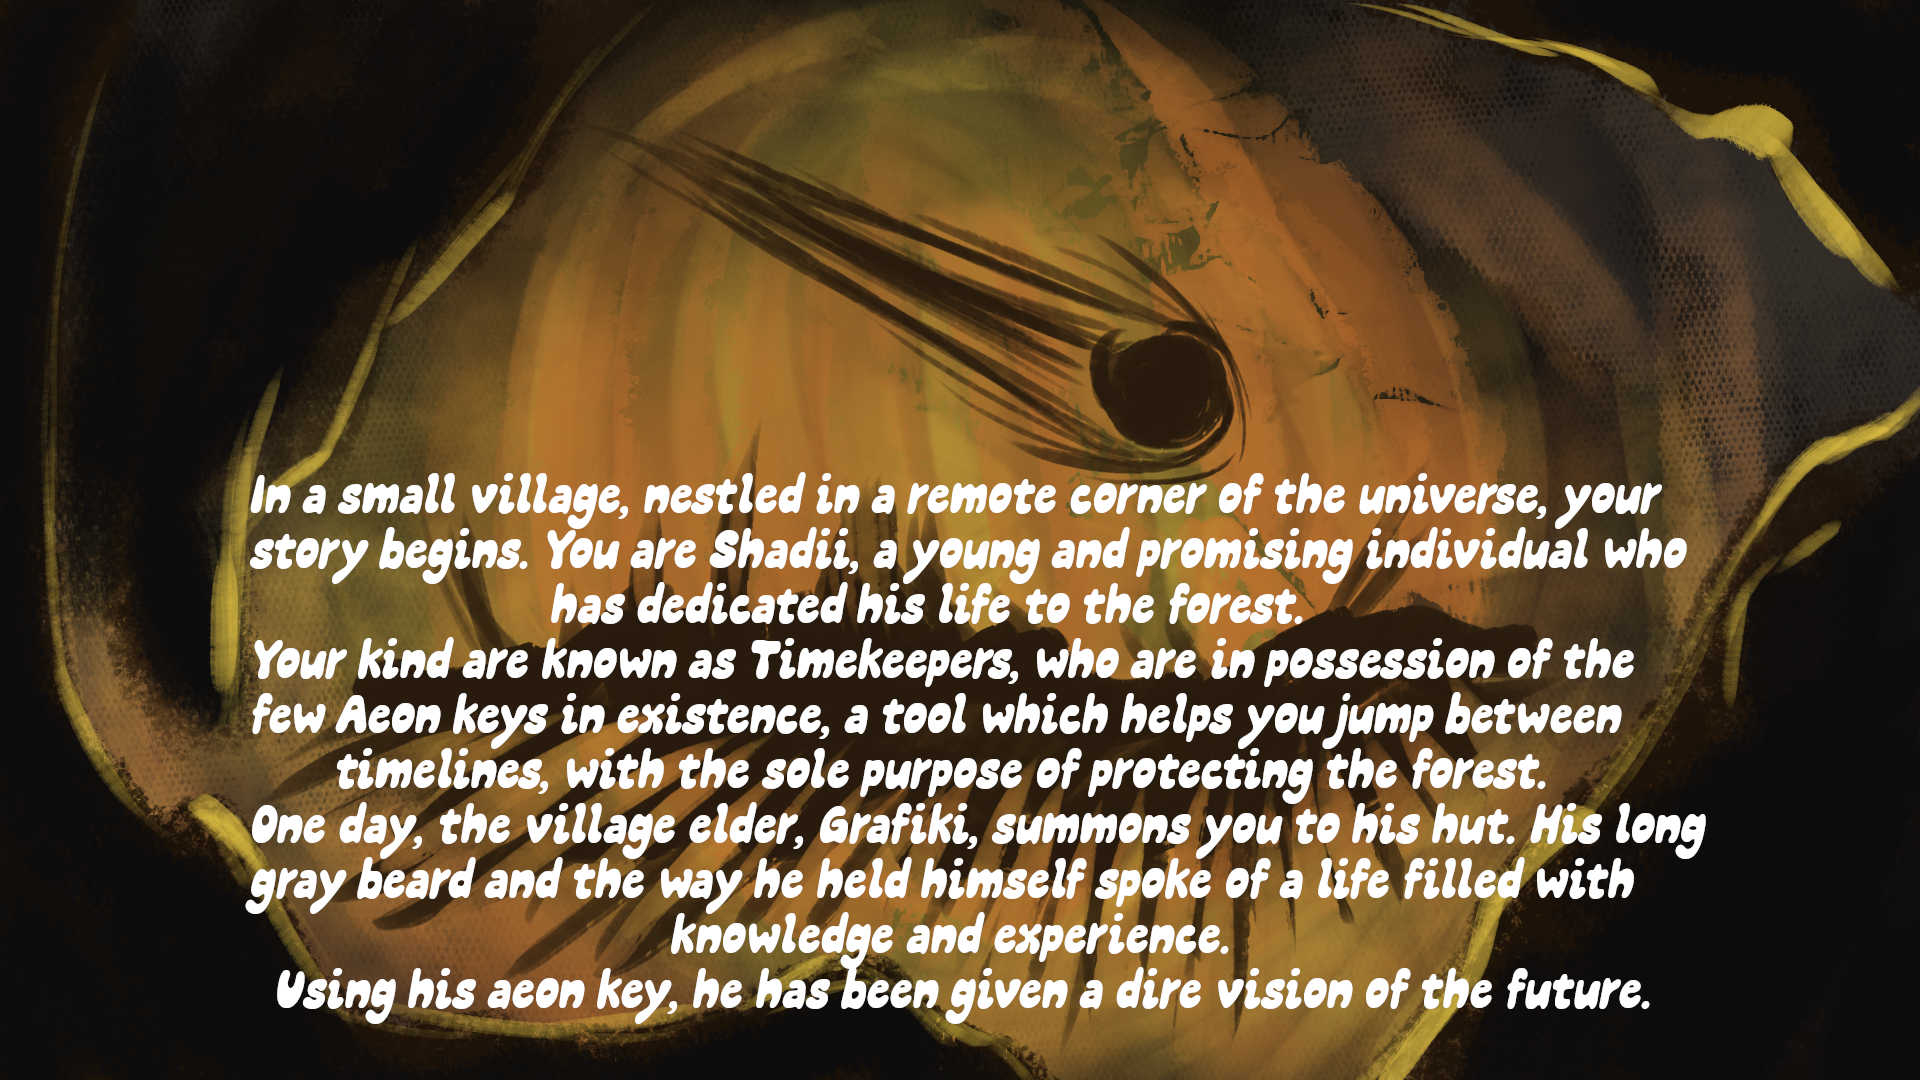 In a small village, nestled in a remote corner of the universe, your
story begins. You are Shadii, a young and promising individual who
has dedicated his life to the forest.
Your kind are known as Timekeepers, who are in possession of the
few Aeon keys in existence, a tool which helps you jump between
timelines, with the sole purpose of protecting the forest.
One day, the village elder, Grafiki, summons you to his hut. His long
gray beard and the way he held himself spoke of a life filled with
knowledge and experience.
Using his aeon key, he has been given a dire vision of the future.